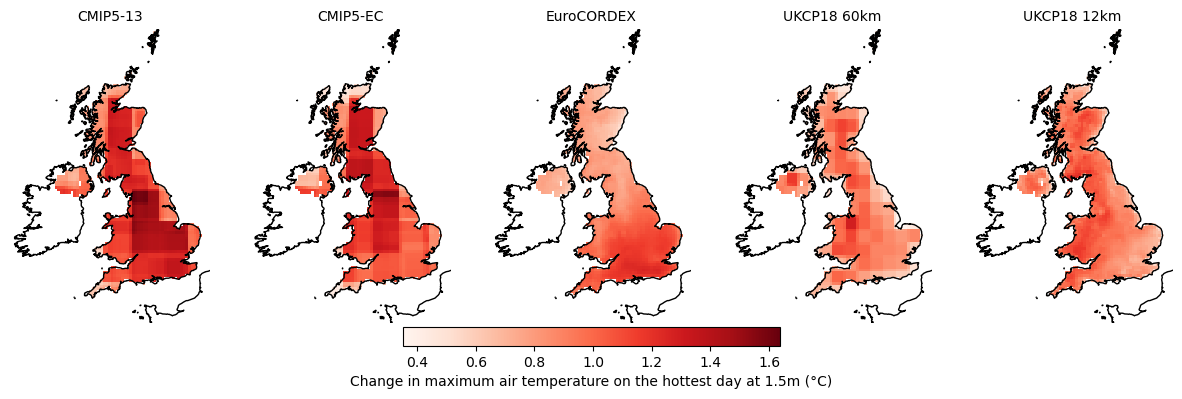 CMIP5-13
CMIP5-EC
EuroCORDEX
UKCP18 60km
UKCP18 12km
0.4 0.6 0.8 1.0 1.2 1.4 1.6
Change in maximum air temperature on the hottest day at 1.5m (°C)